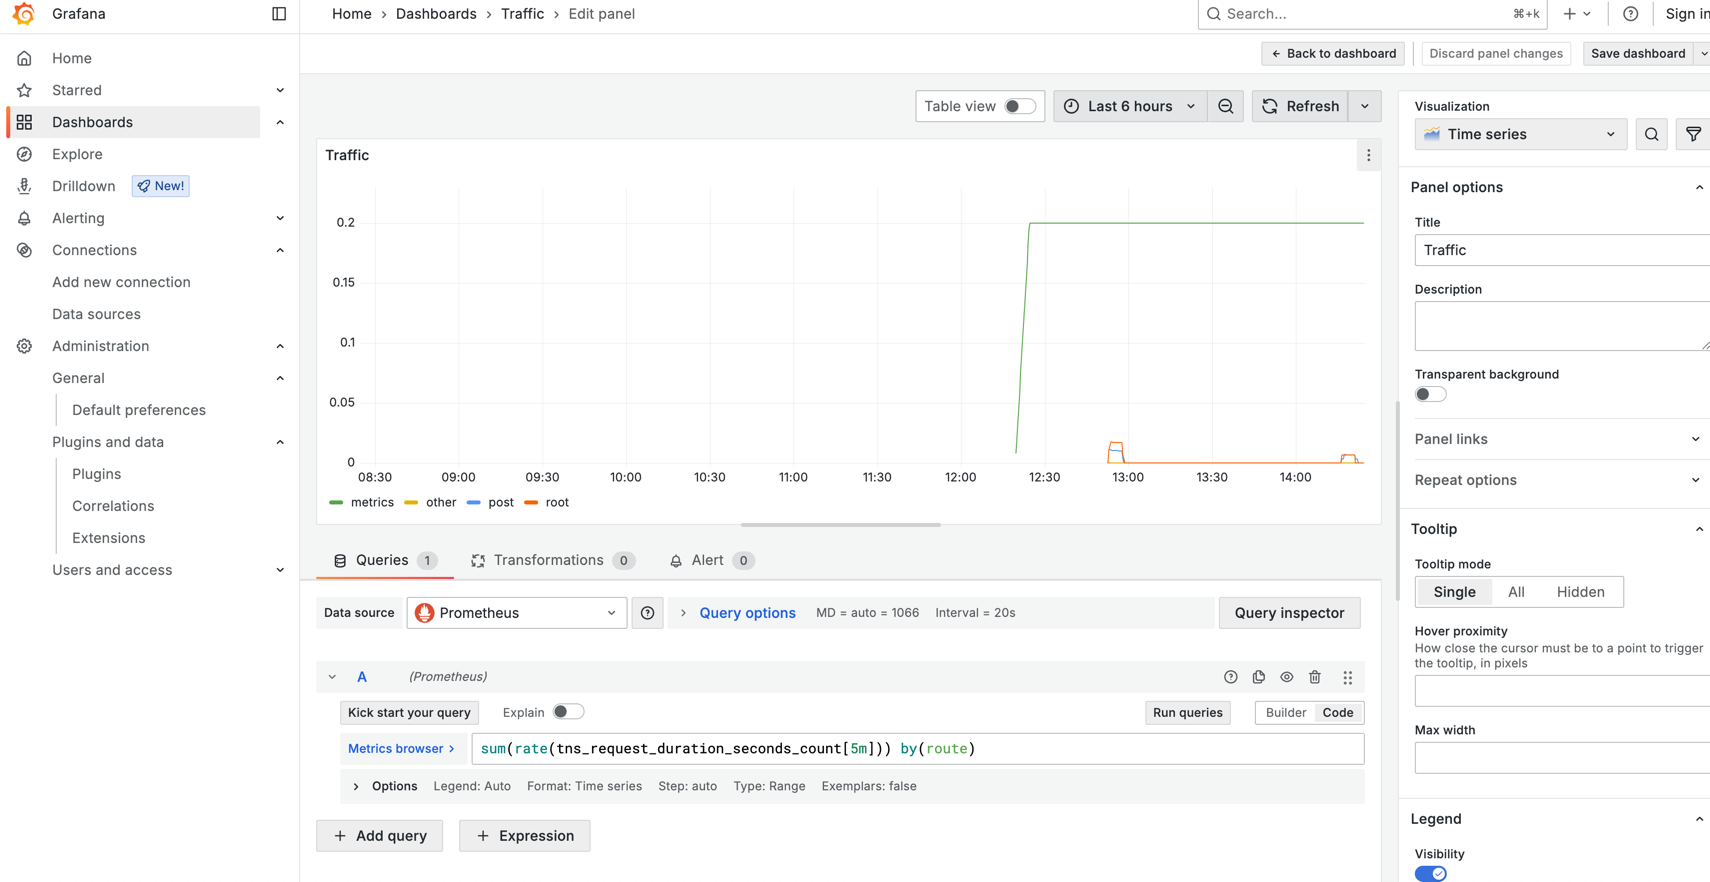 Grafana
Home › Dashboards › Traffic › Edit panel
Search...
⌘+k
Sign in
Home
Starred
Dashboards
Explore
Drilldown
New!
Alerting
Connections
Add new connection
Data sources
Administration
General
Default preferences
Plugins and data
Plugins
Correlations
Extensions
Users and access
← Back to dashboard
Discard panel changes
Save dashboard
Table view
Last 6 hours
Refresh
Traffic
0.2
0.15
0.1
0.05
0
08:30 09:00 09:30 10:00 10:30 11:00 11:30 12:00 12:30 13:00 13:30 14:00
metrics other post root
Queries 1
Transformations 0
Alert 0
Data source
Prometheus
Query options MD = auto = 1066 Interval = 20s
Query inspector
A (Prometheus)
Kick start your query
Explain
Run queries
Builder Code
Metrics browser >
sum(rate(tns_request_duration_seconds_count[5m])) by(route)
Options Legend: Auto Format: Time series Step: auto Type: Range Exemplars: false
+ Add query
+ Expression
Visualization
Time series
Panel options
Title
Traffic
Description
Transparent background
Panel links
Repeat options
Tooltip
Tooltip mode
Single All Hidden
Hover proximity
How close the cursor must be to a point to trigger
the tooltip, in pixels
Max width
Legend
Visibility